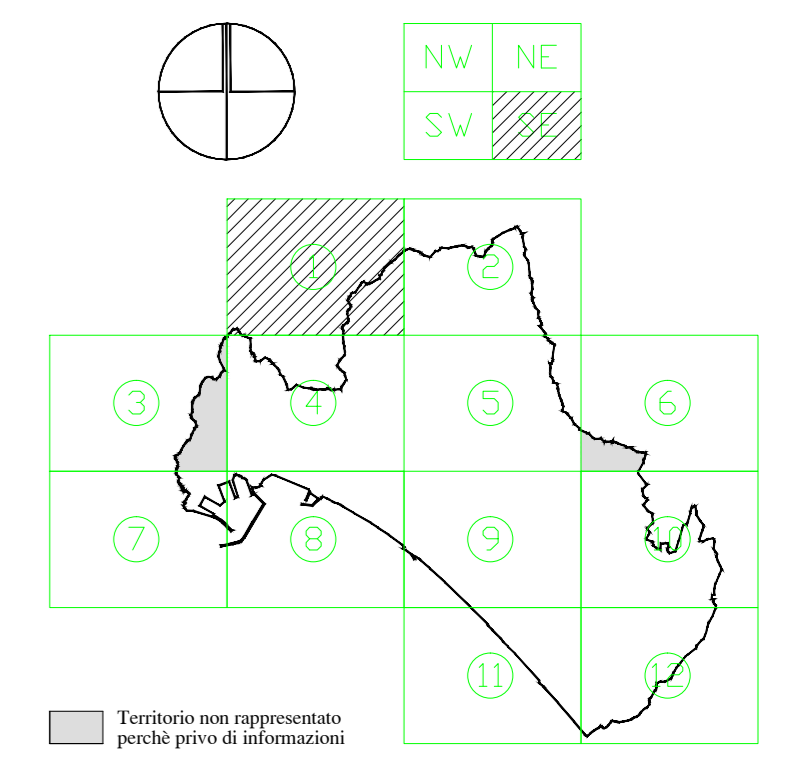 NW NE
SW SE
1 2
3 4 5 6
7 8 9 10
11 12
Territorio non rappresentato
perchè privo di informazioni